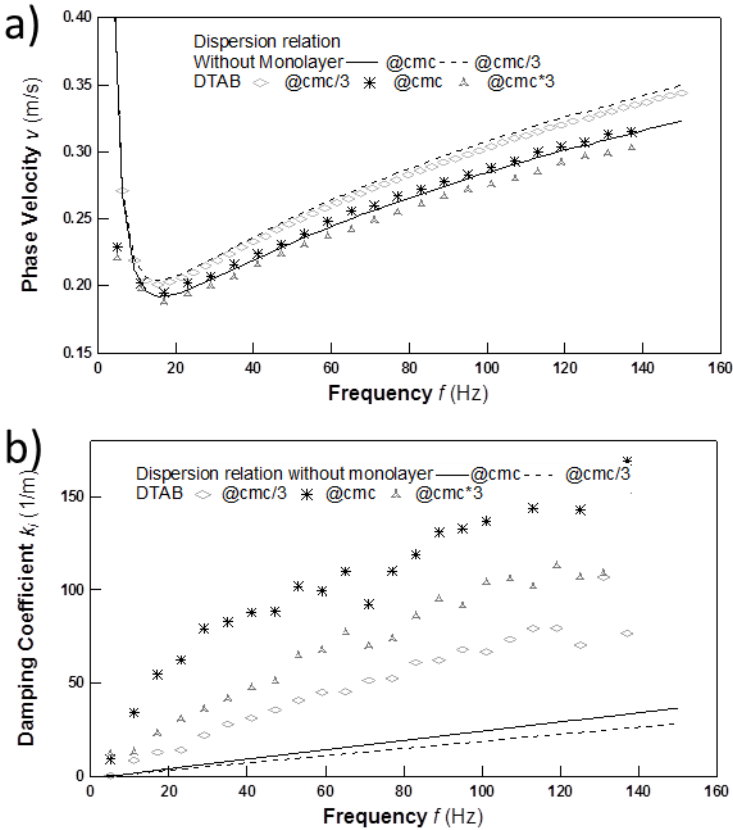 a)
Dispersion relation
Without Monolayer @cmc @cmc/3
DTAB @cmc/3 @cmc @cmc*3
Phase Velocity v (m/s)
0.40
0.35
0.30
0.25
0.20
0.15
0 20 40 60 80 100 120 140 160
Frequency f (Hz)
b)
Dispersion relation without monolayer @cmc @cmc/3
DTAB @cmc/3 @cmc @cmc*3
Damping Coefficient ki (1/m)
150
100
50
0
0 20 40 60 80 100 120 140 160
Frequency f (Hz)